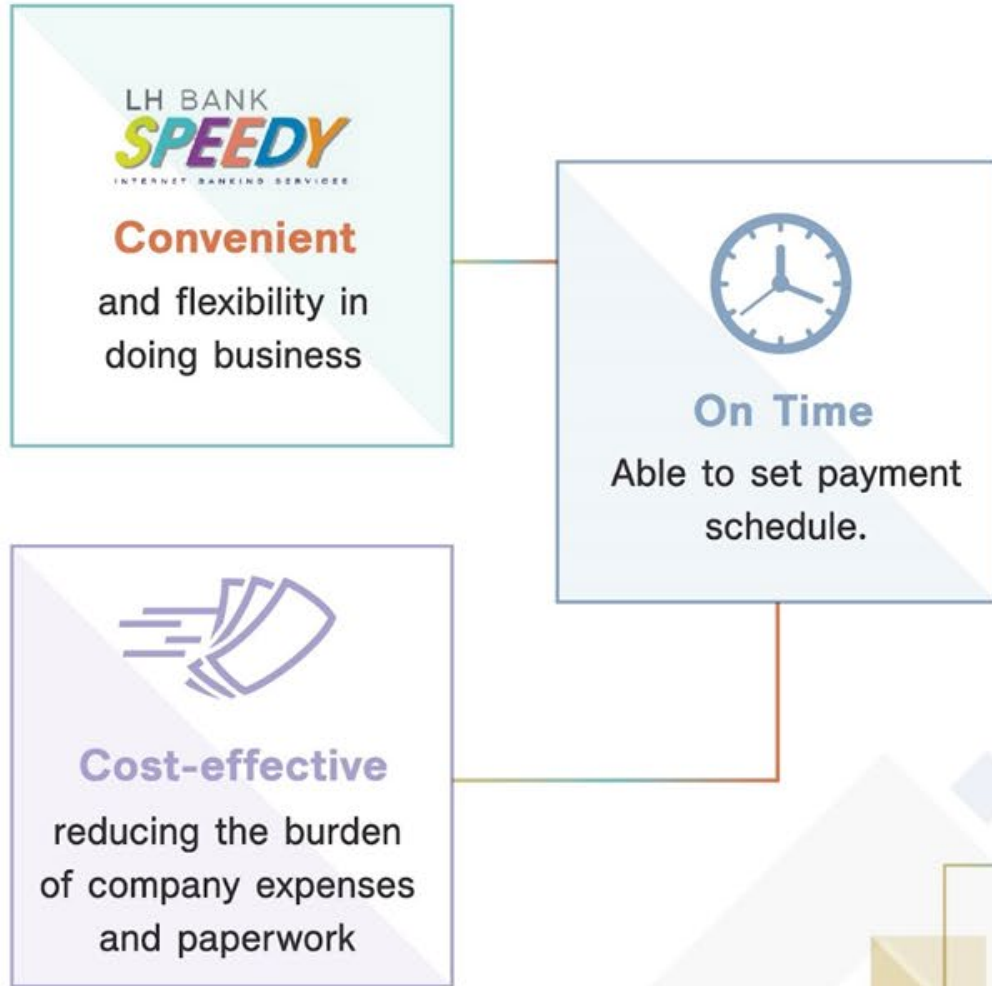 LH BANK
SPEEDY
INTERNET BANKING SERVICES
Convenient
and flexibility in
doing business
On Time
Able to set payment
schedule.
Cost-effective
reducing the burden
of company expenses
and paperwork